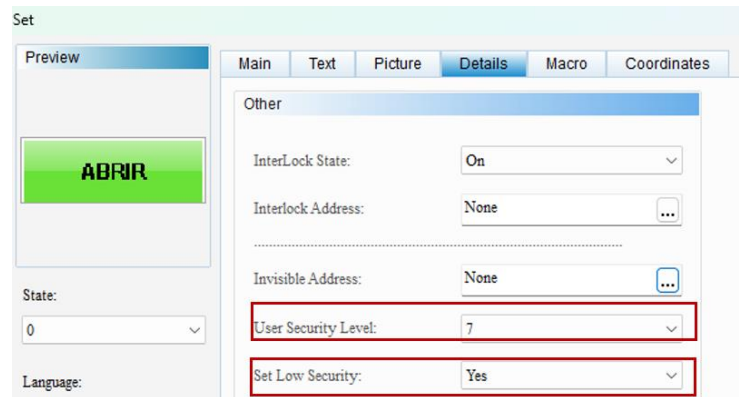 Set
Preview
Main Text Picture Details Macro Coordinates
Other
ABRIR
InterLock State: On
Interlock Address: None ...
Invisible Address: None ...
State:
0
User Security Level: 7
Language:
Set Low Security: Yes